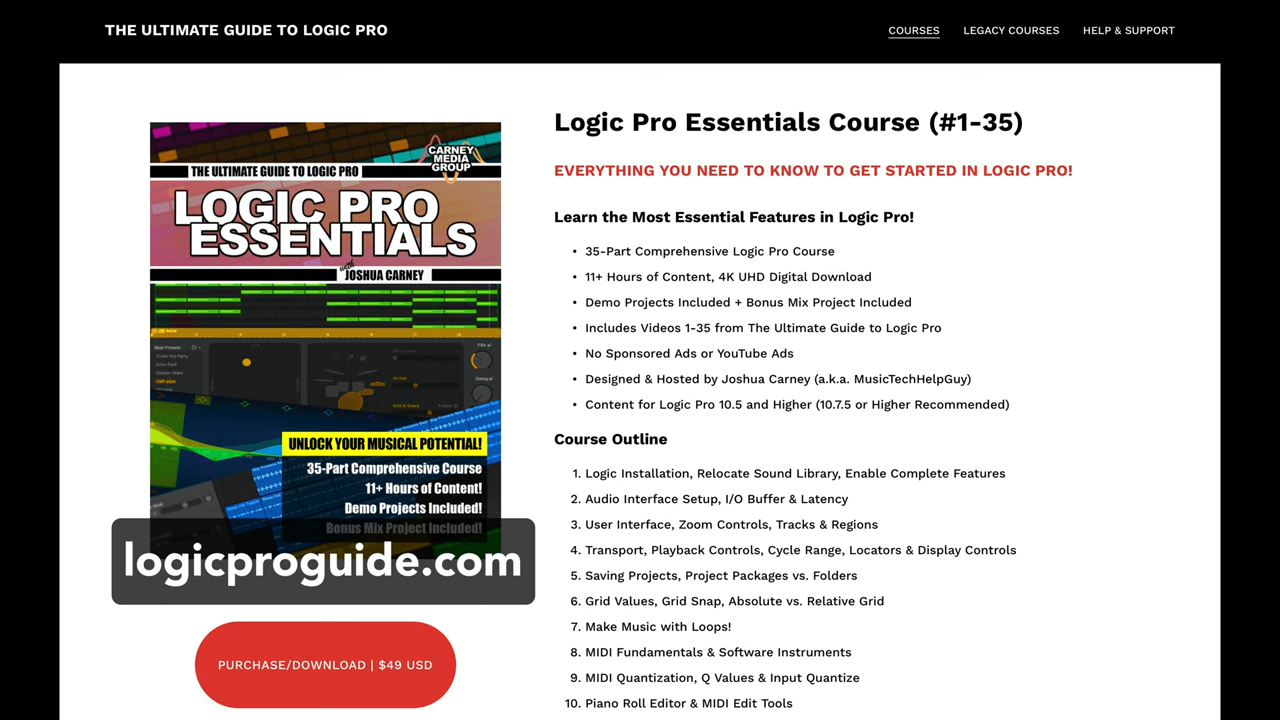 THE ULTIMATE GUIDE TO LOGIC PRO
COURSES
LEGACY COURSES
HELP & SUPPORT
CARNEY
MEDIA
GROUP
THE ULTIMATE GUIDE TO LOGIC PRO
LOGIC PRO
ESSENTIALS
with
JOSHUA CARNEY
UNLOCK YOUR MUSICAL POTENTIAL!
35-Part Comprehensive Course
11+ Hours of Content!
Demo Projects Included!
Bonus Mix Project Included!
logicproguide.com
PURCHASE/DOWNLOAD | $49 USD
Logic Pro Essentials Course (#1-35)
EVERYTHING YOU NEED TO KNOW TO GET STARTED IN LOGIC PRO!
Learn the Most Essential Features in Logic Pro!
• 35-Part Comprehensive Logic Pro Course
• 11+ Hours of Content, 4K UHD Digital Download
• Demo Projects Included + Bonus Mix Project Included
• Includes Videos 1-35 from The Ultimate Guide to Logic Pro
• No Sponsored Ads or YouTube Ads
• Designed & Hosted by Joshua Carney (a.k.a. MusicTechHelpGuy)
• Content for Logic Pro 10.5 and Higher (10.7.5 or Higher Recommended)
Course Outline
1. Logic Installation, Relocate Sound Library, Enable Complete Features
2. Audio Interface Setup, I/O Buffer & Latency
3. User Interface, Zoom Controls, Tracks & Regions
4. Transport, Playback Controls, Cycle Range, Locators & Display Controls
5. Saving Projects, Project Packages vs. Folders
6. Grid Values, Grid Snap, Absolute vs. Relative Grid
7. Make Music with Loops!
8. MIDI Fundamentals & Software Instruments
9. MIDI Quantization, Q Values & Input Quantize
10. Piano Roll Editor & MIDI Edit Tools